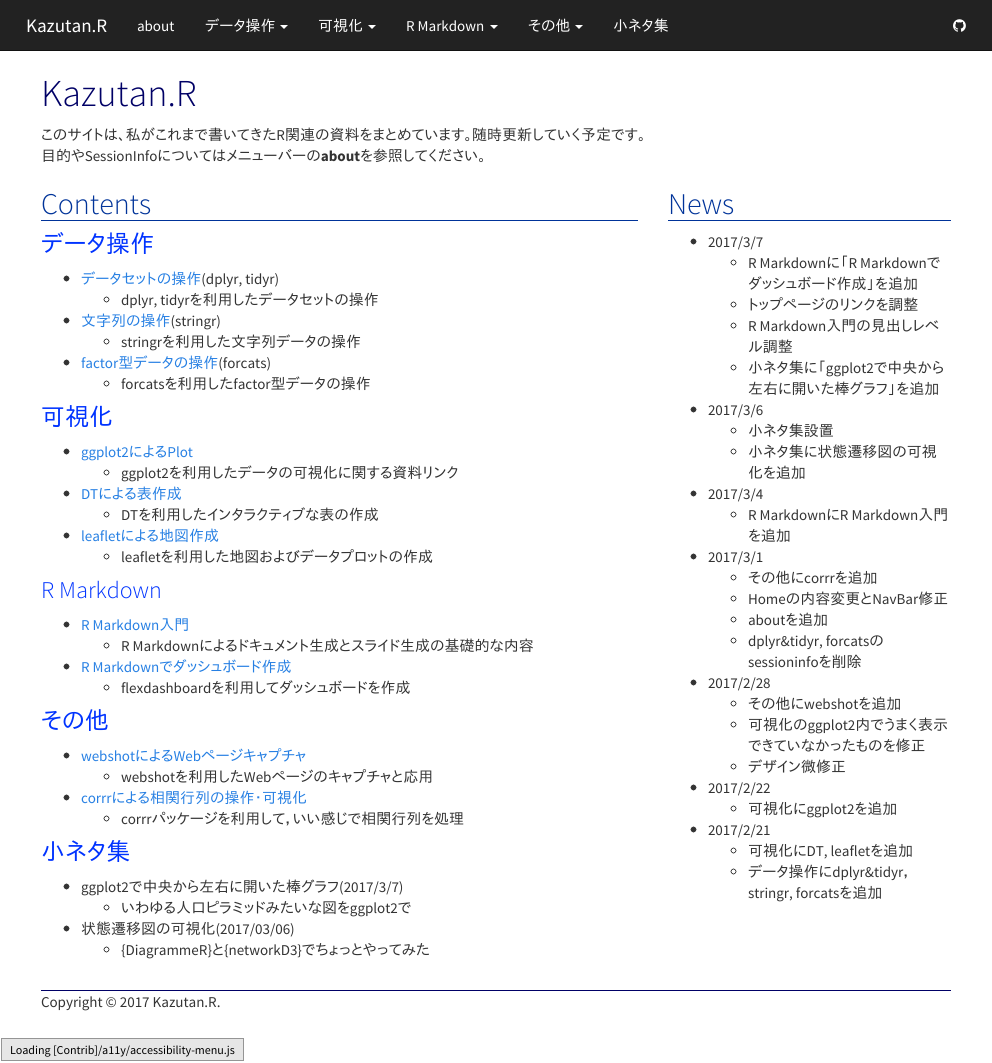 Kazutan.R about データ操作 可視化 R Markdown その他 小ネタ集
Kazutan.R
このサイトは、私がこれまで書いてきたR関連の資料をまとめています。随時更新していく予定です。
目的やSessionInfoについてはメニューバーのaboutを参照してください。
Contents
データ操作
データセットの操作(dplyr, tidyr)
dplyr, tidyrを利用したデータセットの操作
文字列の操作(stringr)
stringrを利用した文字列データの操作
factor型データの操作(forcats)
forcatsを利用したfactor型データの操作
可視化
ggplot2によるPlot
ggplot2を利用したデータの可視化に関する資料リンク
DTによる表作成
DTを利用したインタラクティブな表の作成
leafletによる地図作成
leafletを利用した地図およびデータプロットの作成
R Markdown
R Markdown入門
R Markdownによるドキュメント生成とスライド生成の基礎的な内容
R Markdownでダッシュボード作成
flexdashboardを利用してダッシュボードを作成
その他
webshotによるWebページキャプチャ
webshotを利用したWebページのキャプチャと応用
corrrによる相関行列の操作・可視化
corrrパッケージを利用して，いい感じで相関行列を処理
小ネタ集
ggplot2で中央から左右に開いた棒グラフ(2017/3/7)
いわゆる人口ピラミッドみたいな図をggplot2で
状態遷移図の可視化(2017/03/06)
{DiagrammeR}と{networkD3}でちょっとやってみた
News
2017/3/7
R Markdownに「R Markdownで
ダッシュボード作成」を追加
トップページのリンクを調整
R Markdown入門の見出しレベ
ル調整
小ネタ集に「ggplot2で中央から
左右に開いた棒グラフ」を追加
2017/3/6
小ネタ集設置
小ネタ集に状態遷移図の可視
化を追加
2017/3/4
R MarkdownにR Markdown入門
を追加
2017/3/1
その他にcorrrを追加
Homeの内容変更とNavBar修正
aboutを追加
dplyr&tidyr, forcatsの
sessioninfoを削除
2017/2/28
その他にwebshotを追加
可視化のggplot2内でうまく表示
できていなかったものを修正
デザイン微修正
2017/2/22
可視化にggplot2を追加
2017/2/21
可視化にDT, leafletを追加
データ操作にdplyr&tidyr，
stringr, forcatsを追加
Copyright © 2017 Kazutan.R.
Loading [Contrib]/a11y/accessibility-menu.js